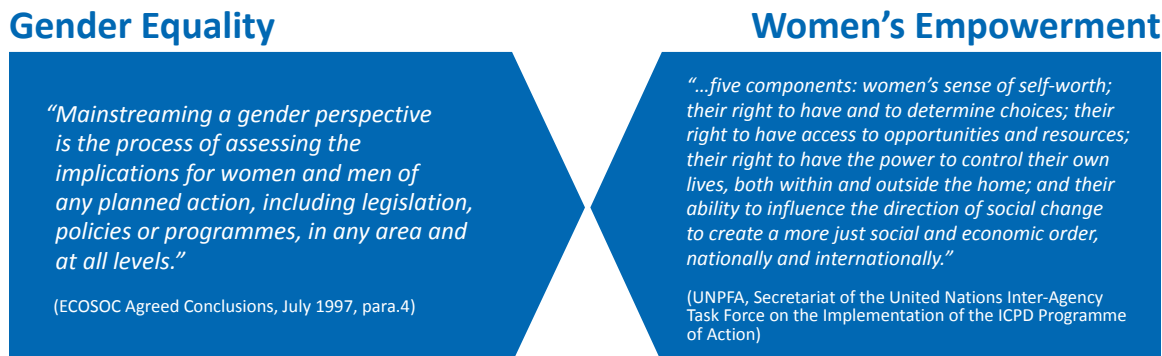 Gender Equality
“Mainstreaming a gender perspective
is the process of assessing the
implications for women and men of
any planned action, including legislation,
policies or programmes, in any area and
at all levels.”
(ECOSOC Agreed Conclusions, July 1997, para.4)
Women’s Empowerment
“…five components: women’s sense of self-worth;
their right to have and to determine choices; their
right to have access to opportunities and resources;
their right to have the power to control their own
lives, both within and outside the home; and their
ability to influence the direction of social change
to create a more just social and economic order,
nationally and internationally.”
(UNPFA, Secretariat of the United Nations Inter-Agency
Task Force on the Implementation of the ICPD Programme
of Action)